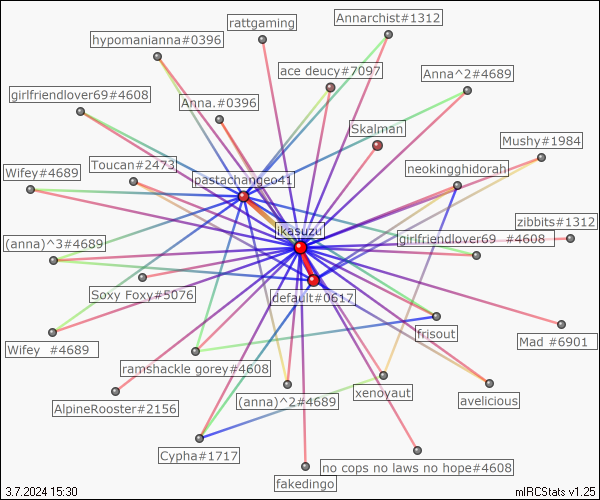 rattgaming
Annarchist#1312
hypomanianna#0396
ace deucy#7097
Anna^2#4689
girlfriendlover69#4608
Anna.#0396
Skalman
Mushy#1984
Toucan#2473
Wifey#4689
neokingghidorah
pastachangeo41
zibbits#1312
ikasuzu
(anna)^3#4689
girlfriendlover69 #4608
Soxy Foxy#5076
default#0617
frisout
Mad #6901
Wifey #4689
ramshackle gorey#4608
xenoyaut
avelicious
AlpineRooster#2156
(anna)^2#4689
Cypha#1717
no cops no laws no hope#4608
fakedingo
3.7.2024 15:30
mIRCStats v1.25